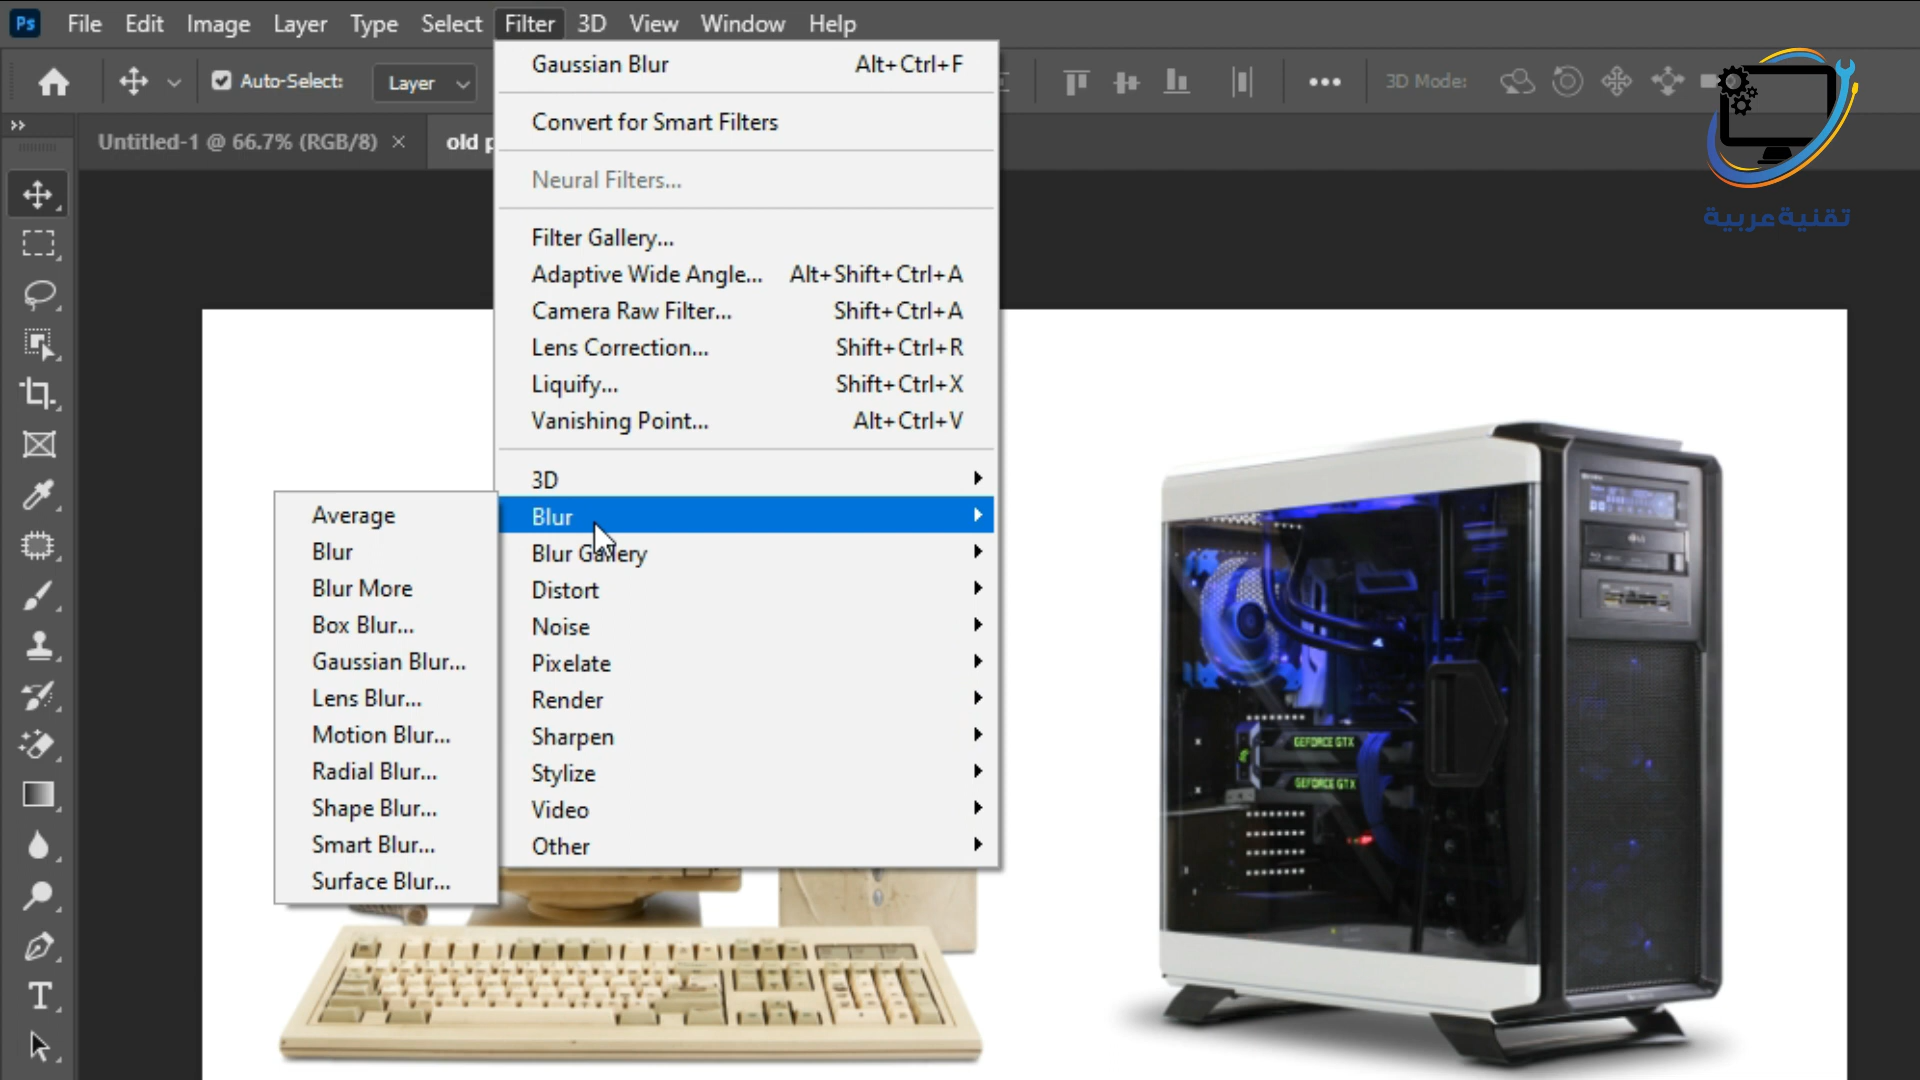 Ps File Edit Image Layer Type Select Filter 3D View Window Help
Auto-Select: Layer
3D Mode:
Untitled-1 @ 66.7% (RGB/8) ×
old
Gaussian Blur Alt+Ctrl+F
Convert for Smart Filters
Neural Filters...
Filter Gallery...
Adaptive Wide Angle... Alt+Shift+Ctrl+A
Camera Raw Filter... Shift+Ctrl+A
Lens Correction... Shift+Ctrl+R
Liquify... Shift+Ctrl+X
Vanishing Point... Alt+Ctrl+V
3D
Blur
Blur Gallery
Distort
Noise
Pixelate
Render
Sharpen
Stylize
Video
Other
Average
Blur
Blur More
Box Blur...
Gaussian Blur...
Lens Blur...
Motion Blur...
Radial Blur...
Shape Blur...
Smart Blur...
Surface Blur...
تقنية عربية
GEFORCE GTX
GEFORCE GTX